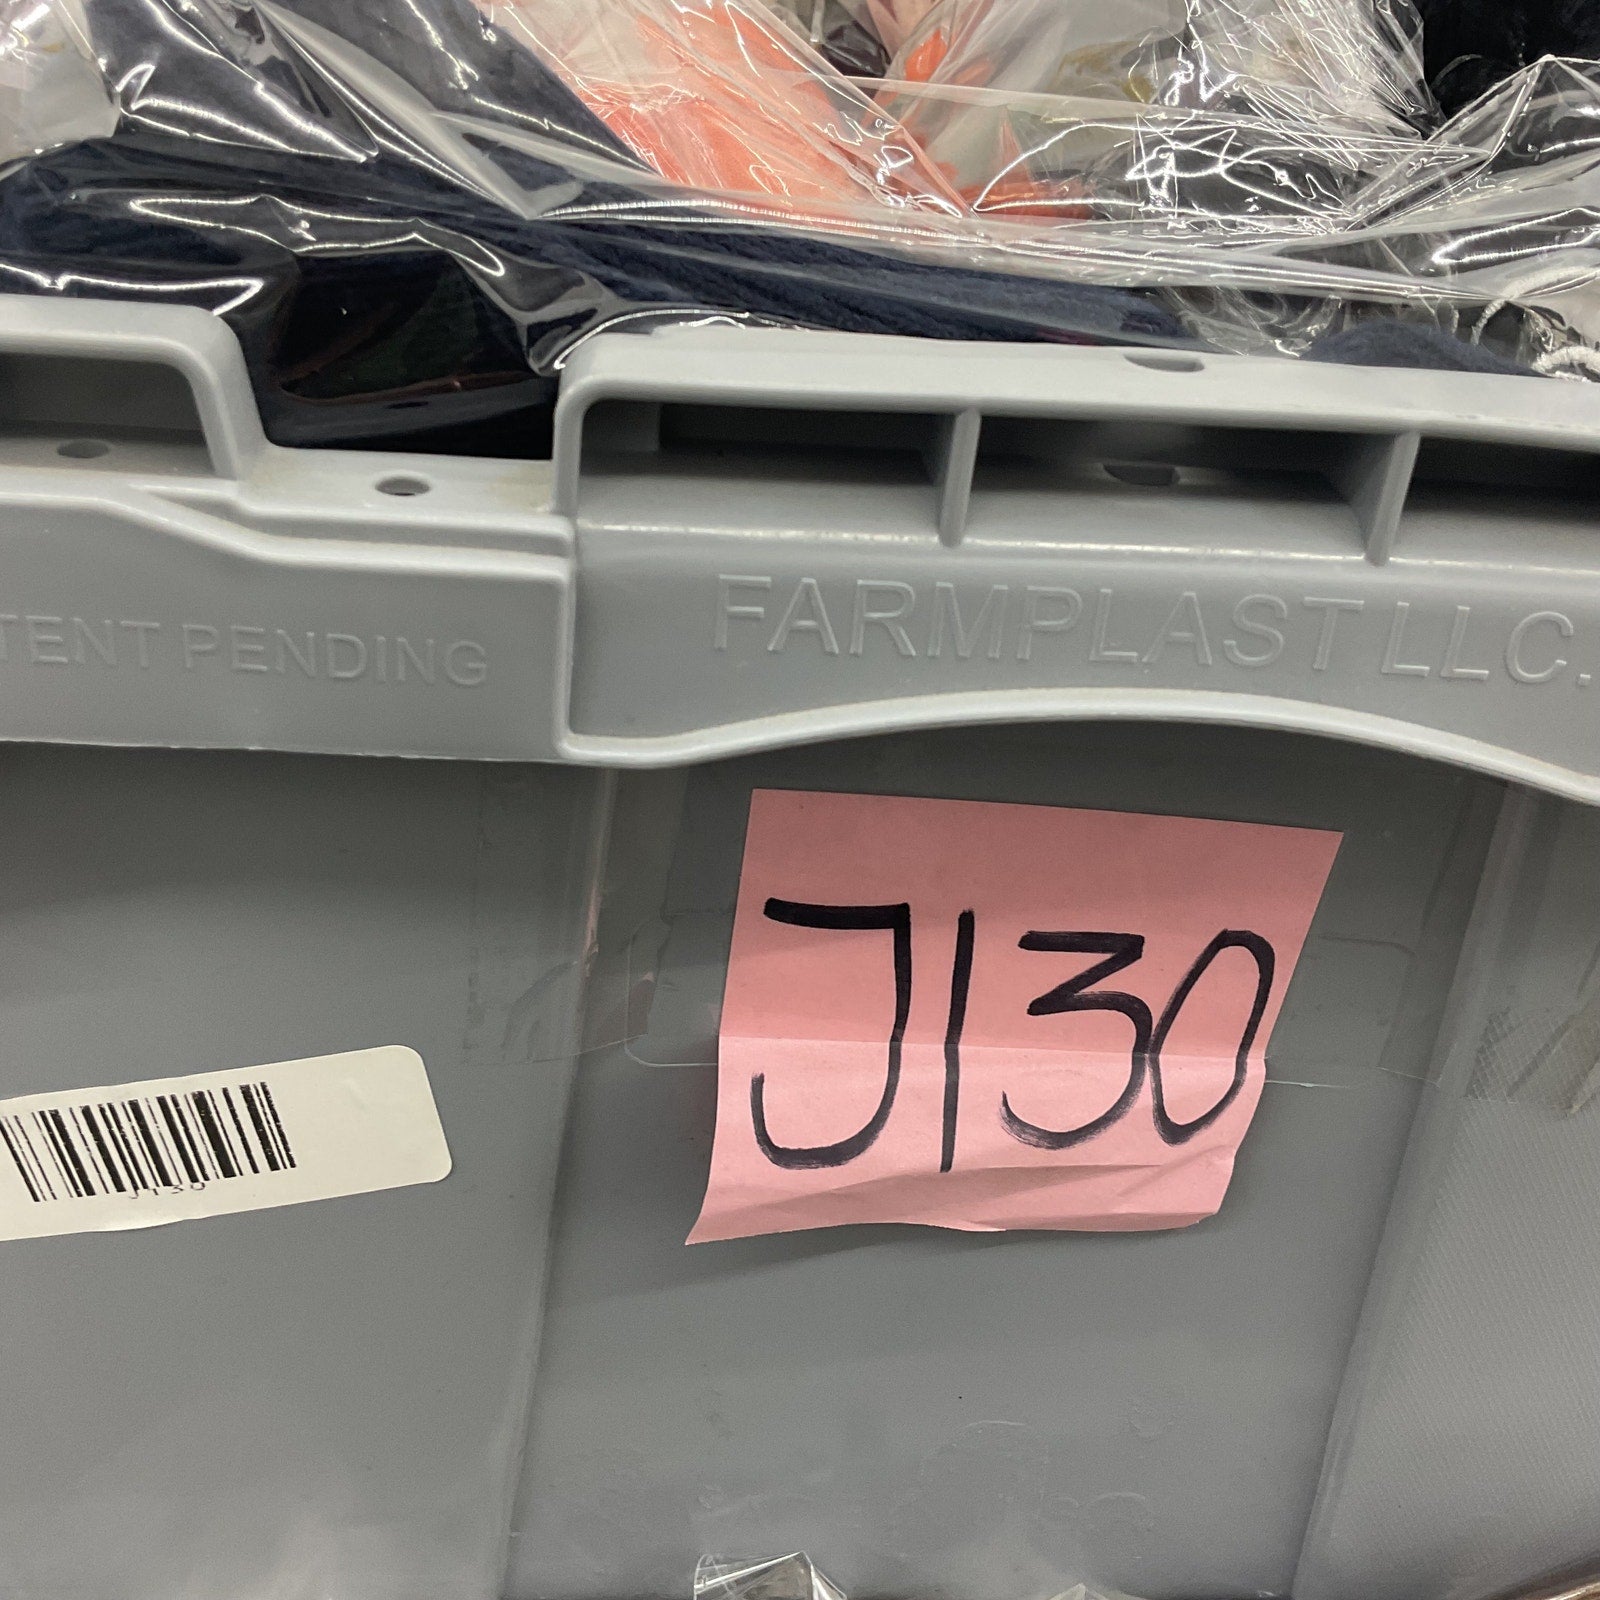 TENT PENDING
FARMPLAST LLC.
J130
J130